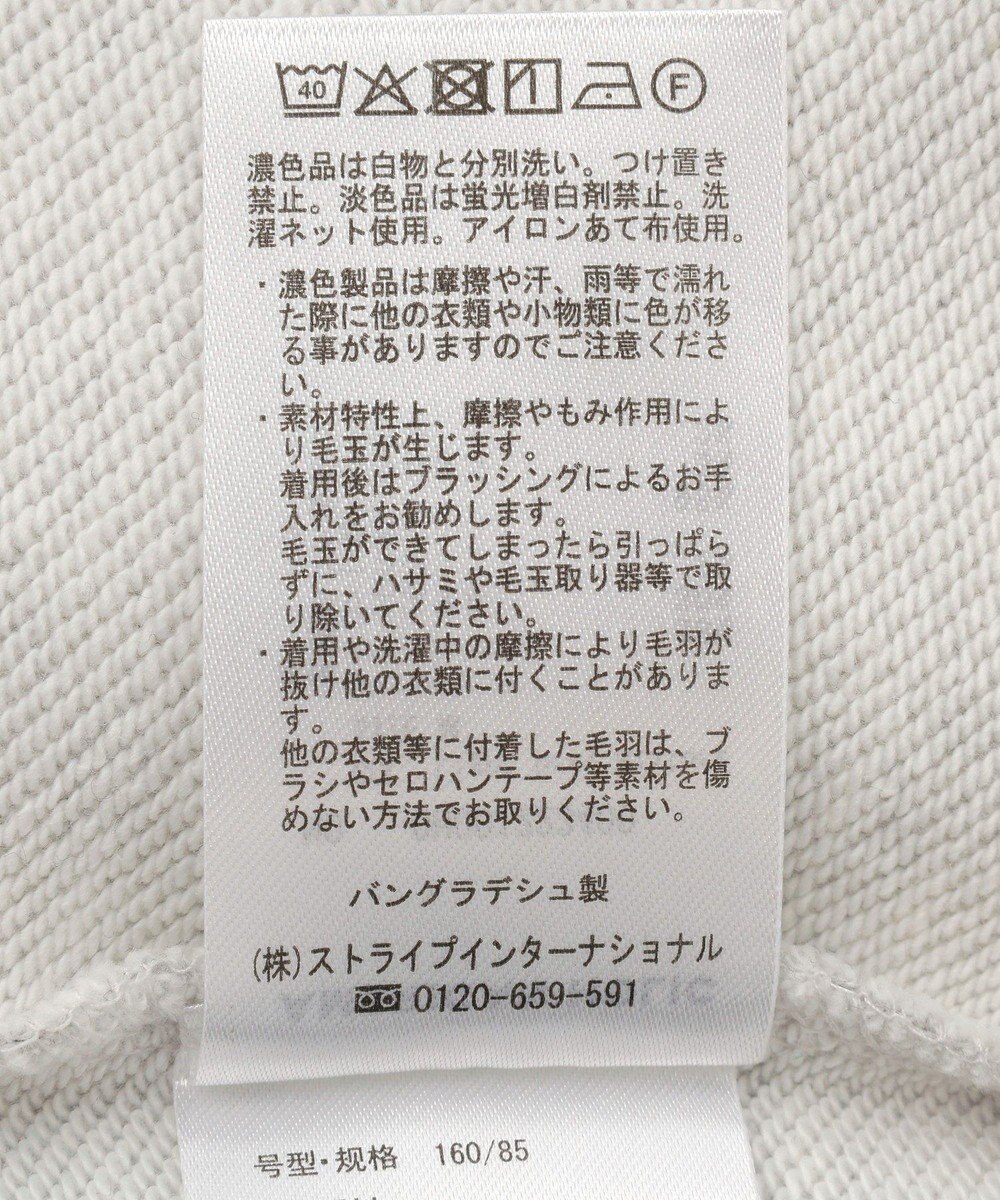 40 F
濃色品は白物と分別洗い。つけ置き
禁止。淡色品は蛍光増白剤禁止。洗
濯ネット使用。アイロンあて布使用。
・濃色製品は摩擦や汗、雨等で濡れ
た際に他の衣類や小物類に色が移
る事がありますのでご注意くださ
い。
・素材特性上、摩擦やもみ作用によ
り毛玉が生じます。
着用後はブラッシングによるお手
入れをお勧めします。
毛玉ができてしまったら引っぱら
ずに、ハサミや毛玉取り器等で取
り除いてください。
・着用や洗濯中の摩擦により毛羽が
抜け他の衣類に付くことがありま
す。
他の衣類等に付着した毛羽は、ブ
ラシやセロハンテープ等素材を傷
めない方法でお取りください。
バングラデシュ製
(株)ストライプインターナショナル
0120-659-591
号型·规格 160/85